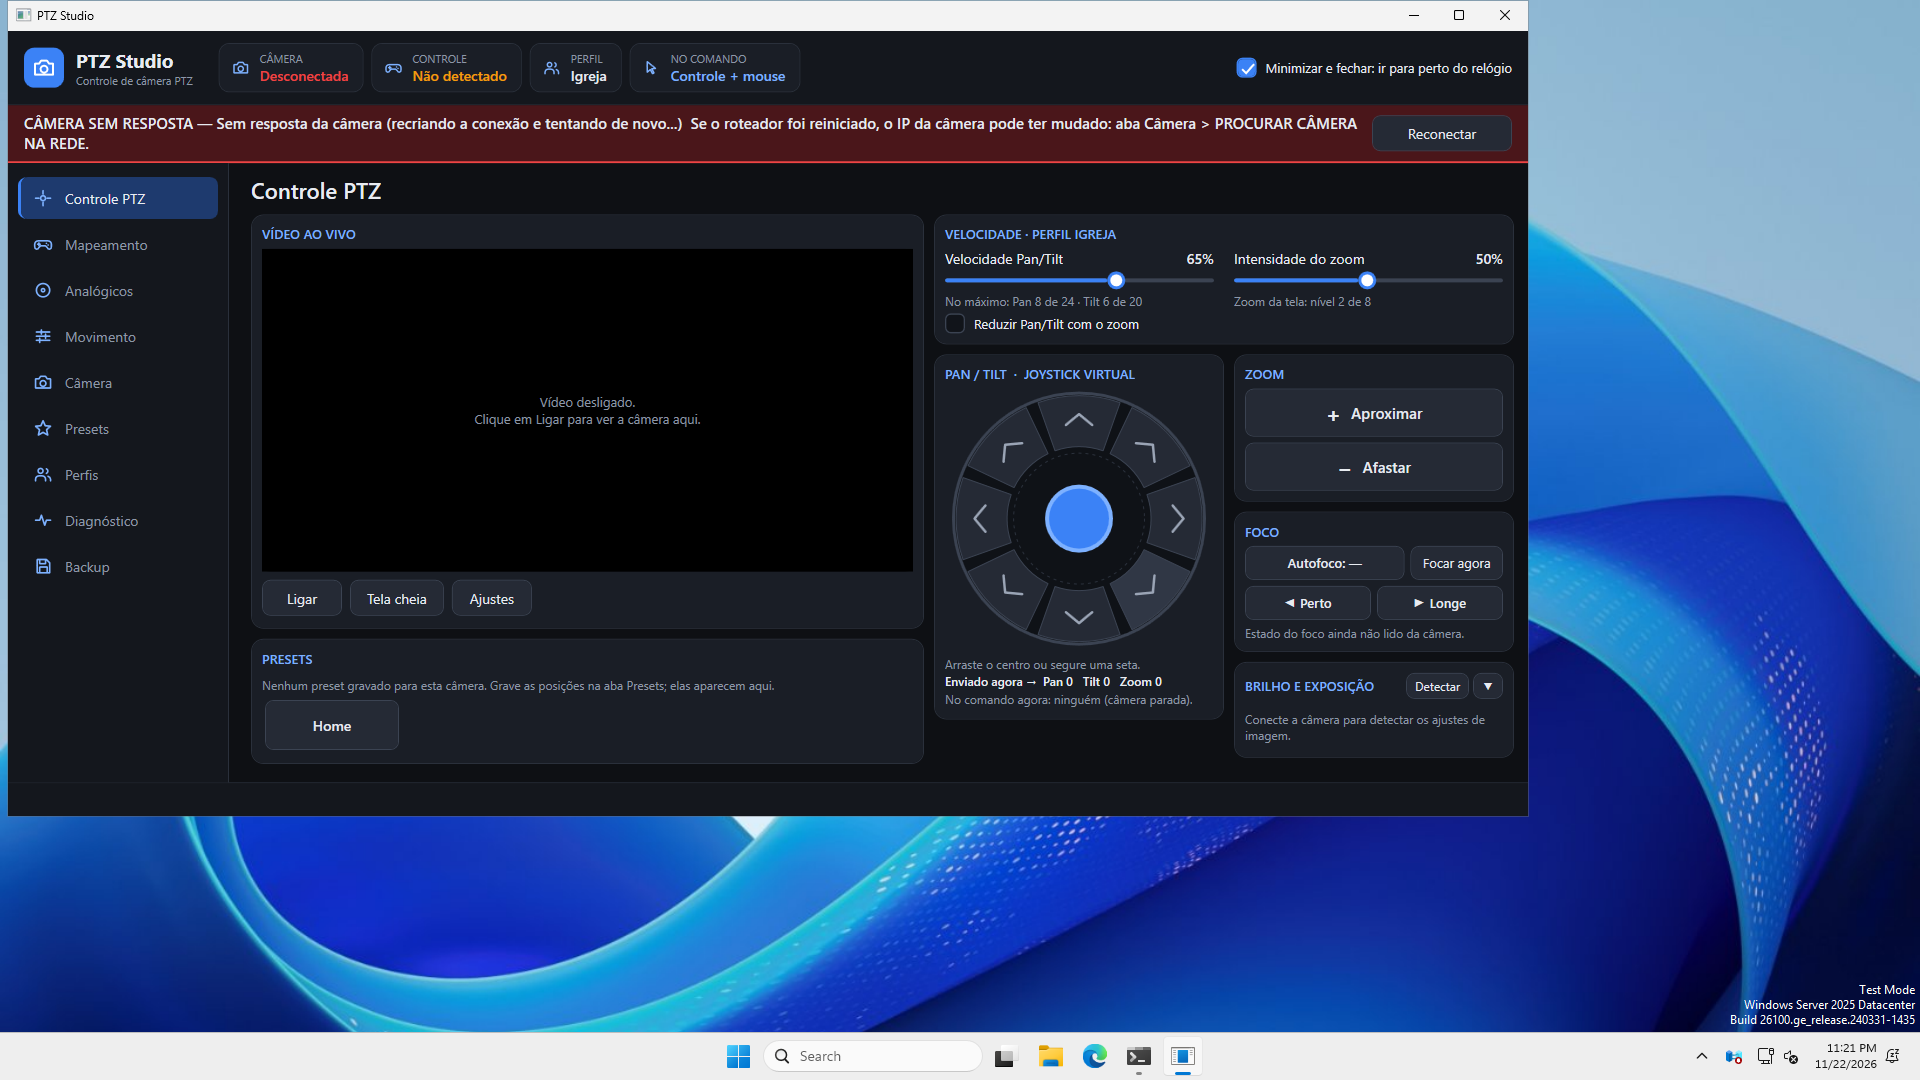 PTZ Studio
PTZ Studio
Controle de câmera PTZ
CÂMERA
Desconectada
CONTROLE
Não detectado
PERFIL
Igreja
NO COMANDO
Controle + mouse
Minimizar e fechar: ir para perto do relógio
CÂMERA SEM RESPOSTA — Sem resposta da câmera (recriando a conexão e tentando de novo...)  Se o roteador foi reiniciado, o IP da câmera pode ter mudado: aba Câmera > PROCURAR CÂMERA
NA REDE.
Reconectar
Controle PTZ
Mapeamento
Analógicos
Movimento
Câmera
Presets
Perfis
Diagnóstico
Backup
Controle PTZ
VÍDEO AO VIVO
Vídeo desligado.
Clique em Ligar para ver a câmera aqui.
Ligar
Tela cheia
Ajustes
PRESETS
Nenhum preset gravado para esta câmera. Grave as posições na aba Presets; elas aparecem aqui.
Home
VELOCIDADE · PERFIL IGREJA
Velocidade Pan/Tilt 65%
Intensidade do zoom 50%
No máximo: Pan 8 de 24 · Tilt 6 de 20
Zoom da tela: nível 2 de 8
Reduzir Pan/Tilt com o zoom
PAN / TILT · JOYSTICK VIRTUAL
Arraste o centro ou segure uma seta.
Enviado agora → Pan 0 Tilt 0 Zoom 0
No comando agora: ninguém (câmera parada).
ZOOM
+ Aproximar
− Afastar
FOCO
Autofoco: —
Focar agora
◄ Perto
► Longe
Estado do foco ainda não lido da câmera.
BRILHO E EXPOSIÇÃO
Detectar
▼
Conecte a câmera para detectar os ajustes de
imagem.
Test Mode
Windows Server 2025 Datacenter
Build 26100.ge_release.240331-1435
Search
11:21 PM
11/22/2026